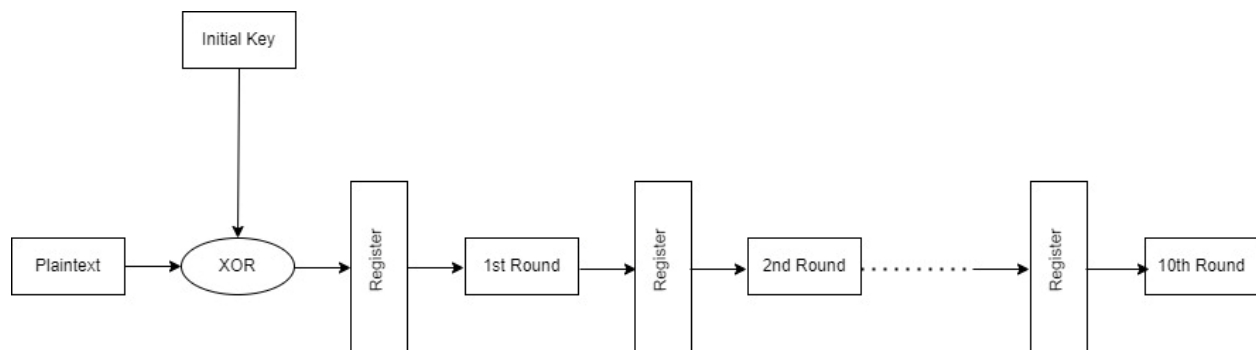 Initial Key
Plaintext
XOR
Register
1st Round
Register
2nd Round
Register
10th Round